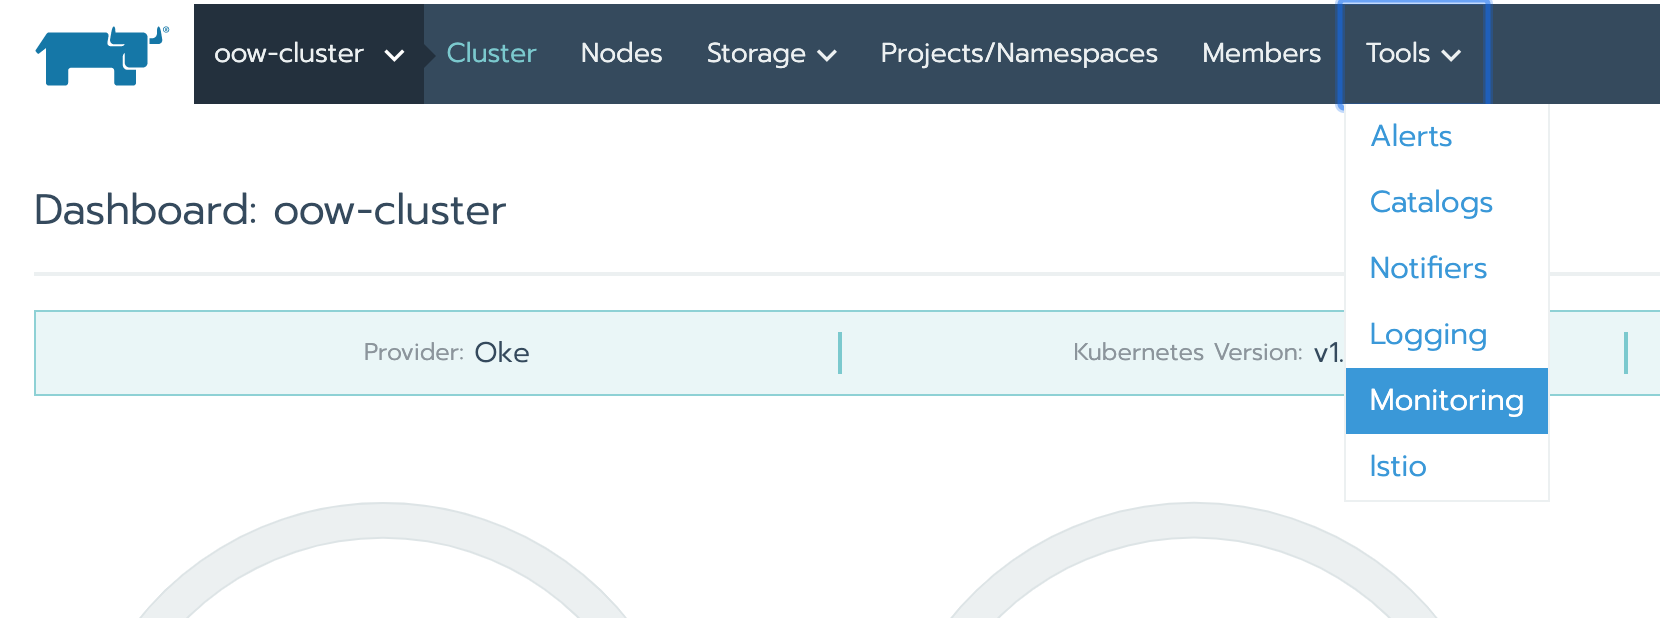 oow-cluster Cluster Nodes Storage Projects/Namespaces Members Tools
Alerts
Dashboard: oow-cluster
Catalogs
Notifiers
Logging
Provider: Oke
Kubernetes Version: v1.
Monitoring
Istio